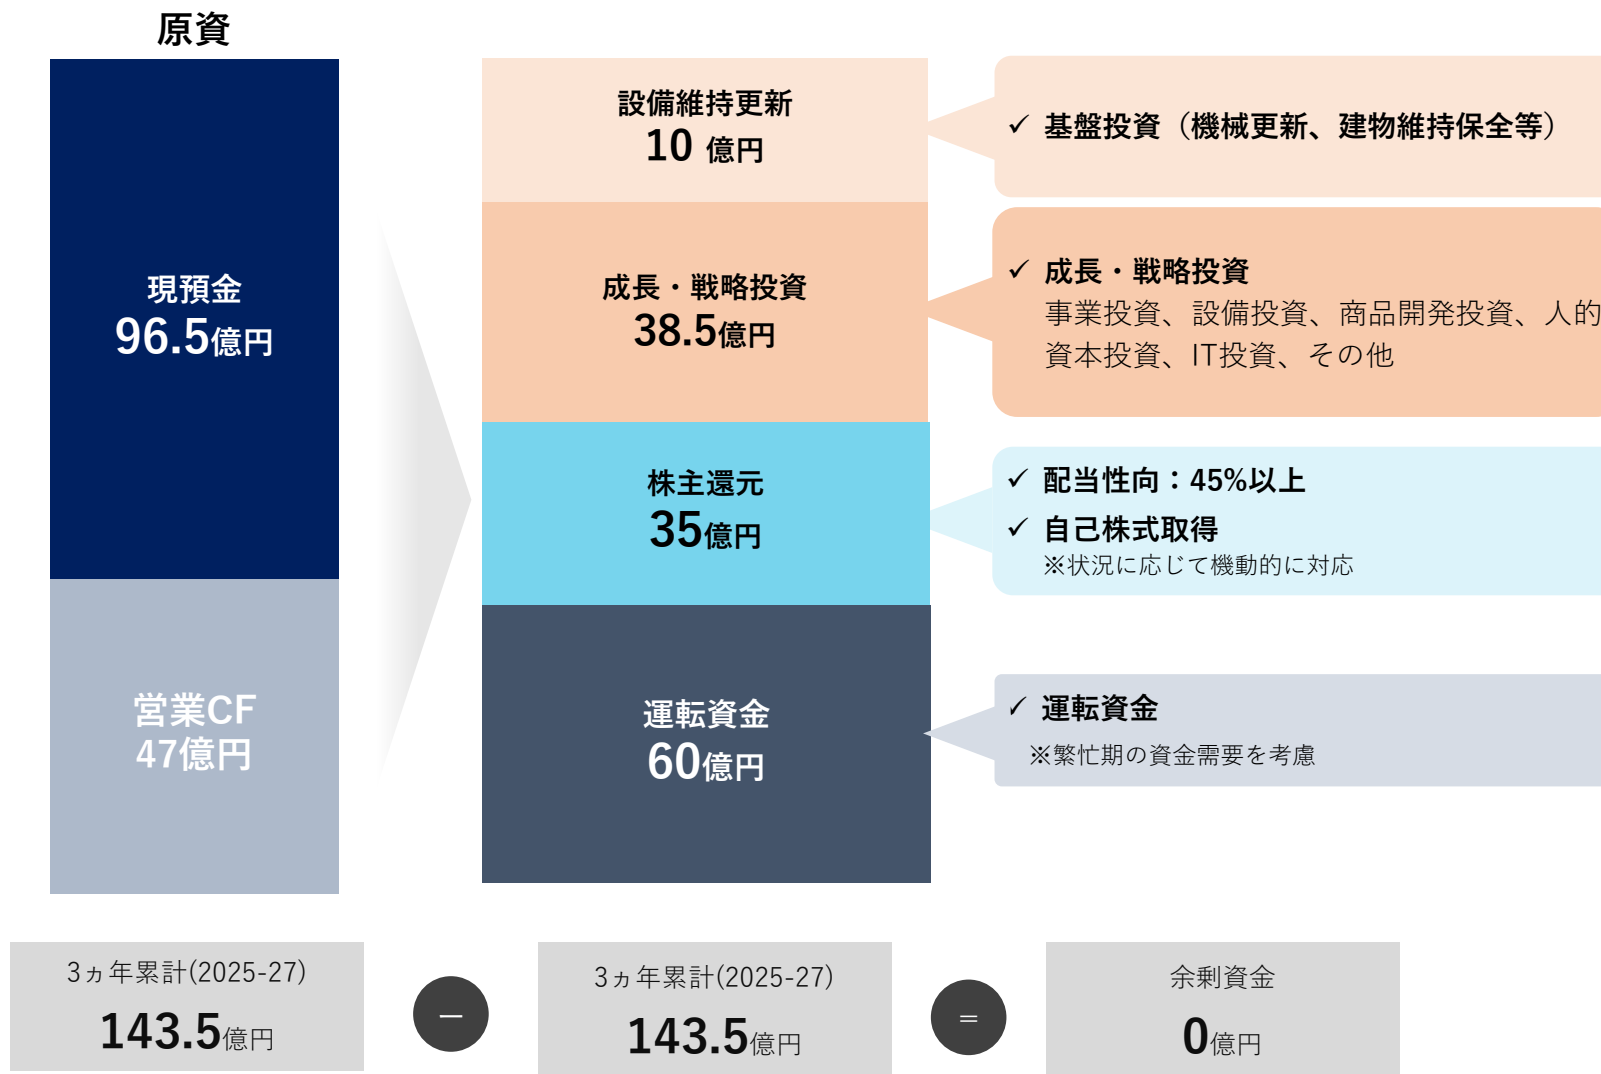 原資
現預金
96.5億円
営業CF
47億円
設備維持更新
10 億円
成長・戦略投資
38.5億円
株主還元
35億円
運転資金
60億円
✓ 基盤投資（機械更新、建物維持保全等）
✓ 成長・戦略投資
事業投資、設備投資、商品開発投資、人的
資本投資、IT投資、その他
✓ 配当性向：45%以上
✓ 自己株式取得
※状況に応じて機動的に対応
✓ 運転資金
※繁忙期の資金需要を考慮
3ヵ年累計(2025-27)
143.5億円
－
3ヵ年累計(2025-27)
143.5億円
＝
余剰資金
0億円